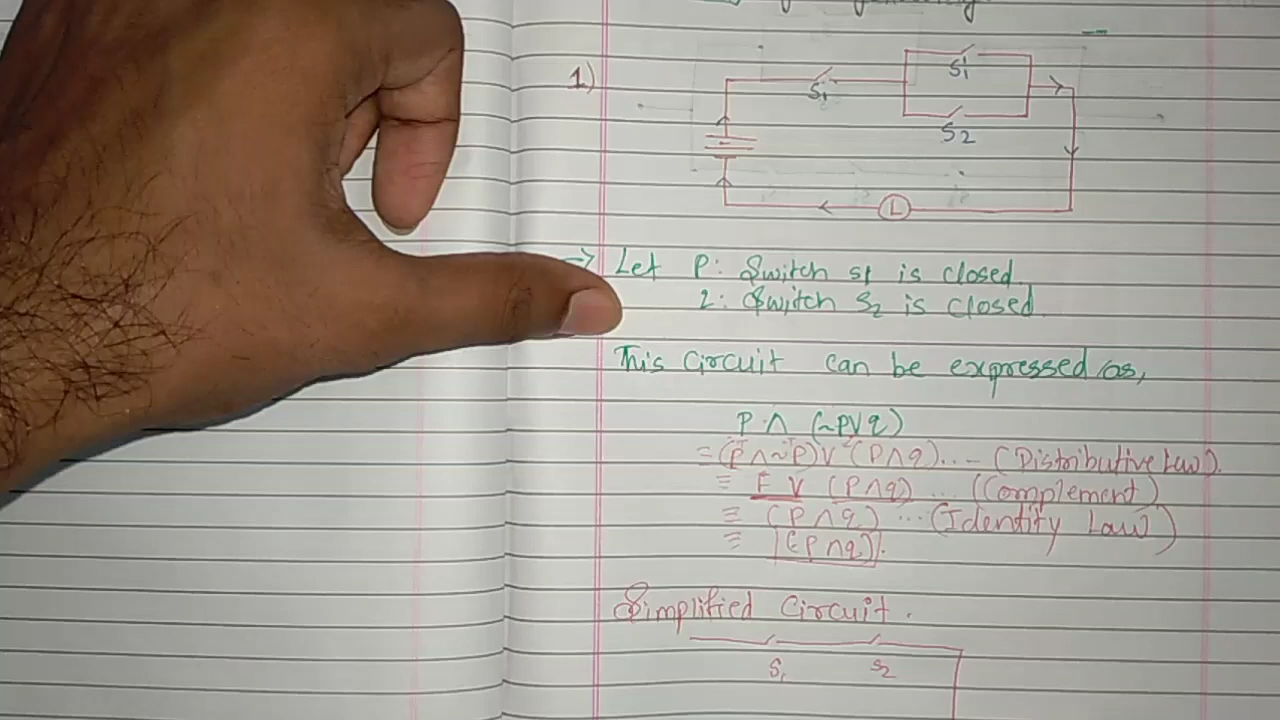 1)
S₁
S₁'
S2
L
→ Let P: Switch S1 is closed.
2: Switch S2 is closed
This Circuit can be expressed as,
P ∧ (~P∨q)
=(P∧~P)∨(P∧q)... - (Distributive Law).
≡ F ∨ (P∧q) ... (Complement)
≡ (P∧q) ... (Identity Law)
≡ (P∧q).
Simplified Circuit.
S₁ S2